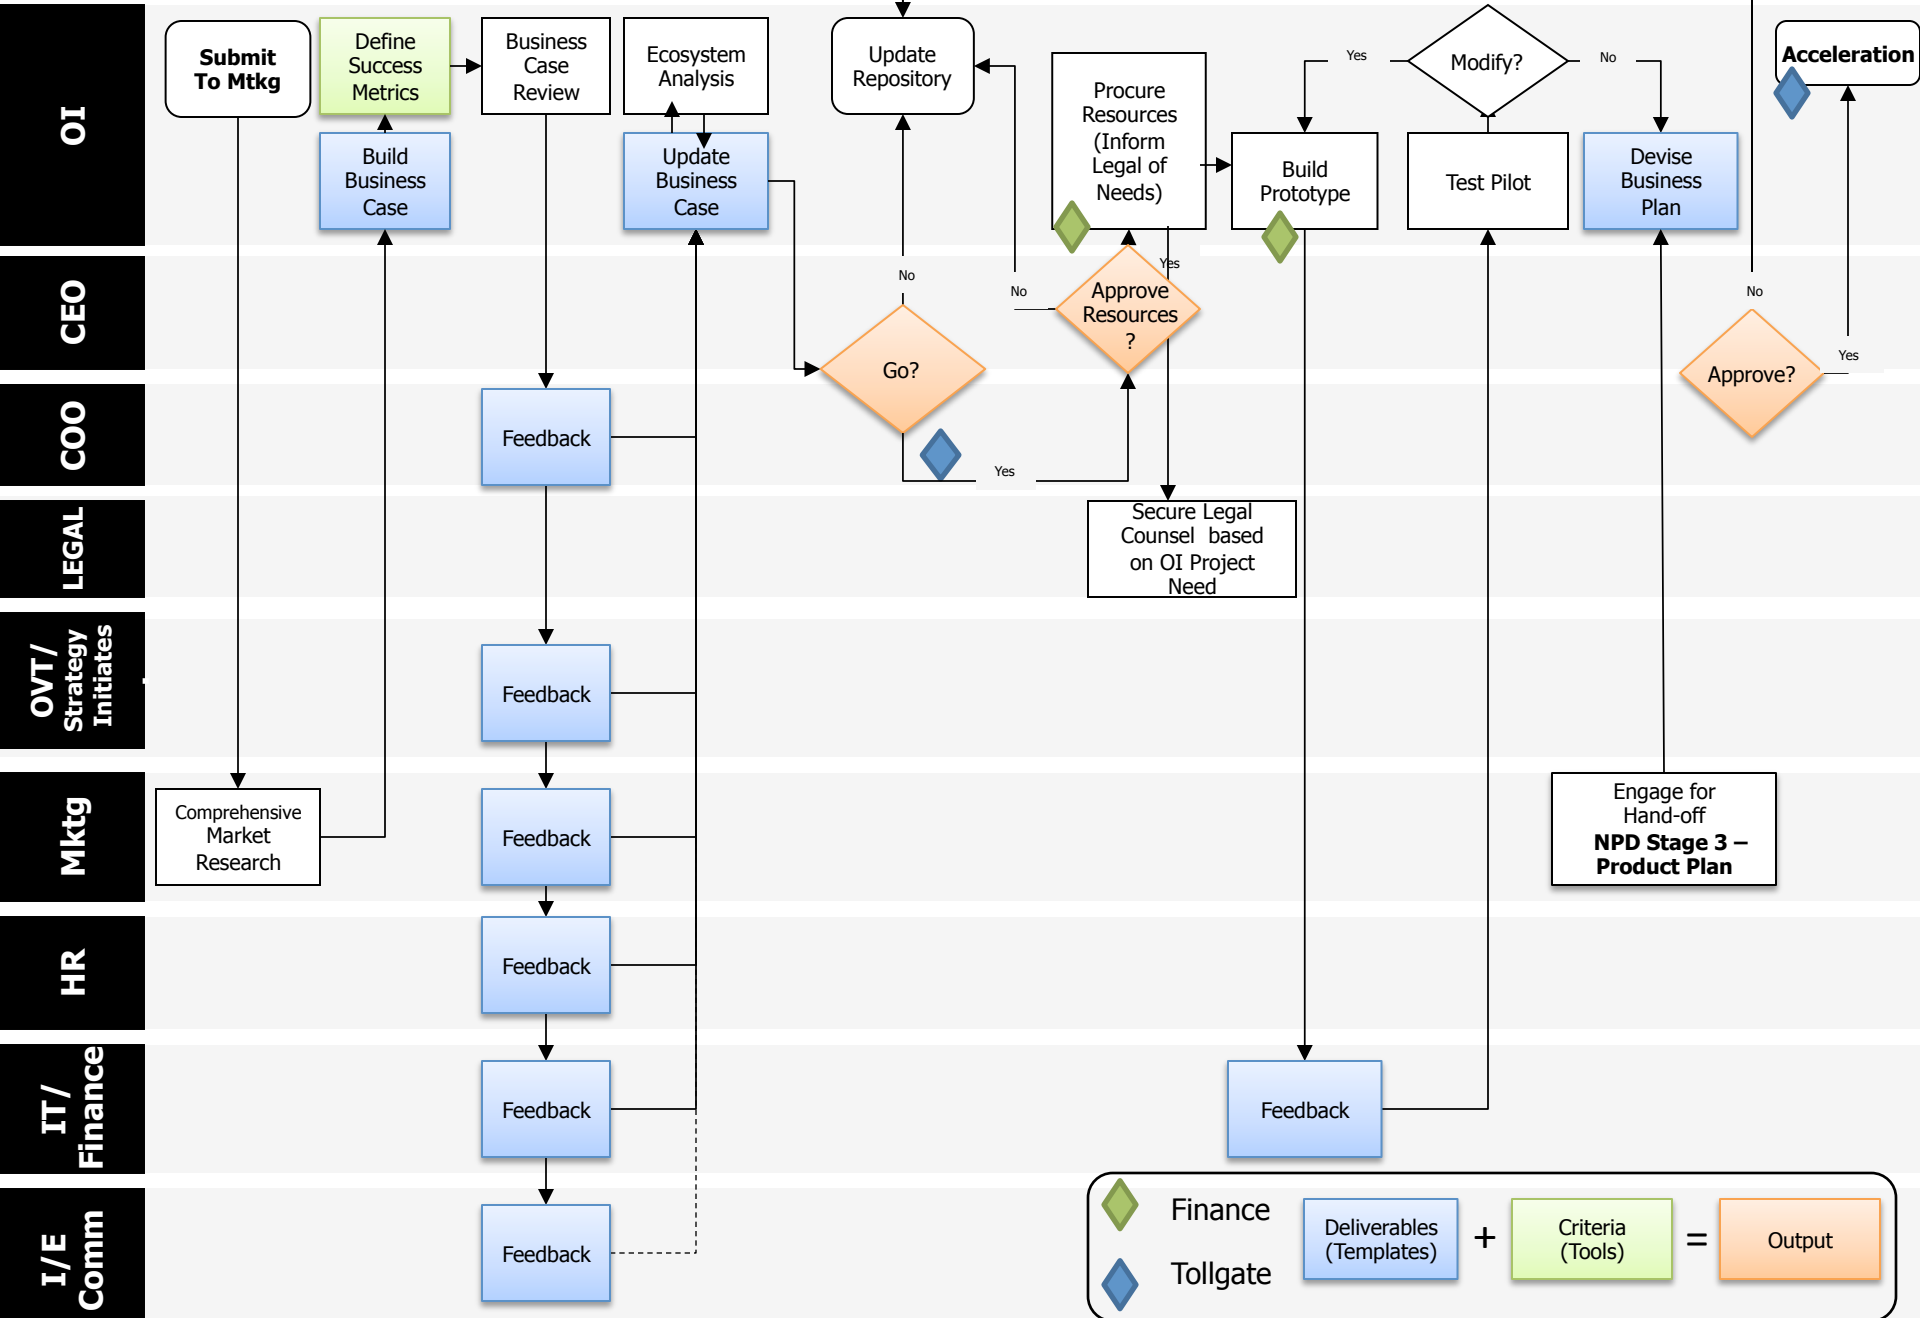 OI
Submit
To Mtkg
Define
Success
Metrics
Business
Case
Review
Ecosystem
Analysis
Update
Repository
Procure
Resources
(Inform
Legal of
Needs)
Yes
Modify?
No
Acceleration
Build
Business
Case
Update
Business
Case
Build
Prototype
Test Pilot
Devise
Business
Plan
CEO
No
No
Yes
Approve
Resources
?
Go?
No
Approve?
Yes
COO
Feedback
Yes
LEGAL
Secure Legal
Counsel based
on OI Project
Need
OVT/
Strategy
Initiates
Feedback
Mktg
Comprehensive
Market
Research
Feedback
Engage for
Hand-off
NPD Stage 3 –
Product Plan
HR
Feedback
IT/
Finance
Feedback
Feedback
I/E
Comm
Feedback
Finance
Tollgate
Deliverables
(Templates)
+
Criteria
(Tools)
=
Output